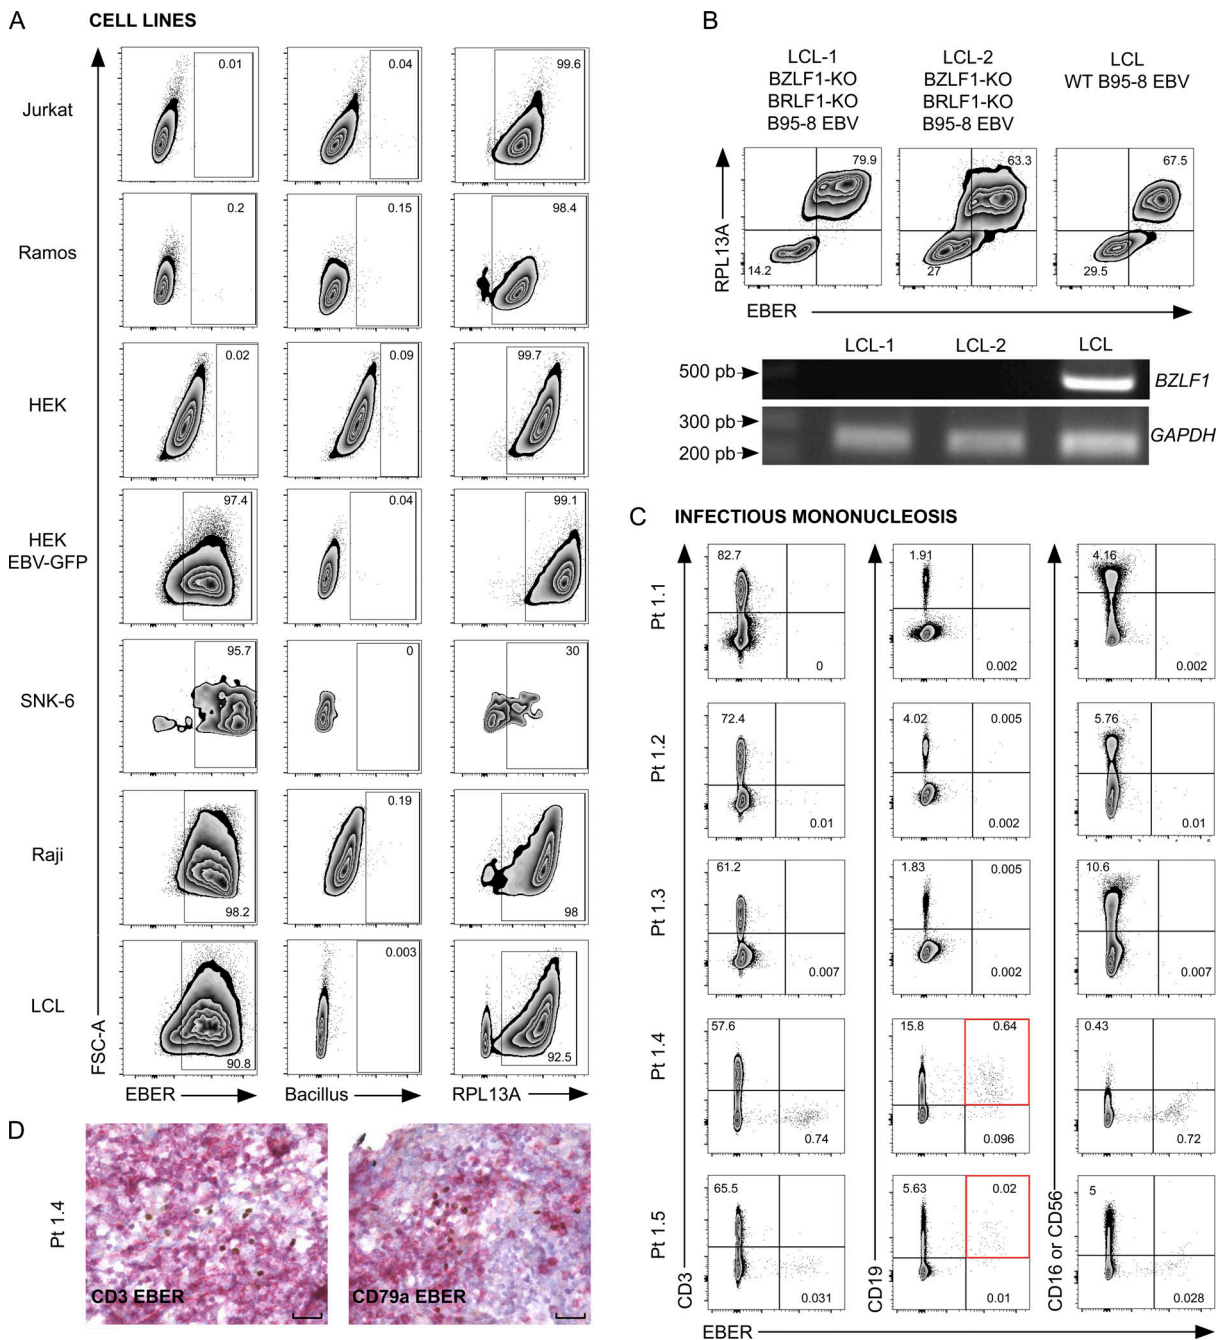 A
CELL LINES
Jurkat
0.01
0.04
99.6
Ramos
0.2
0.15
98.4
HEK
0.02
0.09
99.7
HEK
EBV-GFP
97.4
0.04
99.1
SNK-6
95.7
0
30
Raji
98.2
0.19
98
LCL
90.8
0.003
92.5
FSC-A
EBER
Bacillus
RPL13A
B
LCL-1
BZLF1-KO
BRLF1-KO
B95-8 EBV
LCL-2
BZLF1-KO
BRLF1-KO
B95-8 EBV
LCL
WT B95-8 EBV
79.9
14.2
63.3
27
67.5
29.5
RPL13A
EBER
LCL-1
LCL-2
LCL
500 pb
BZLF1
300 pb
200 pb
GAPDH
C
INFECTIOUS MONONUCLEOSIS
Pt 1.1
82.7
0
1.91
0.002
4.16
0.002
Pt 1.2
72.4
0.01
4.02
0.005
0.002
5.76
0.01
Pt 1.3
61.2
0.007
1.83
0.005
0.002
10.6
0.007
Pt 1.4
57.6
0.74
15.8
0.64
0.096
0.43
0.72
Pt 1.5
65.5
0.031
5.63
0.02
0.01
5
0.028
CD3
CD19
CD16 or CD56
EBER
D
Pt 1.4
CD3 EBER
CD79a EBER